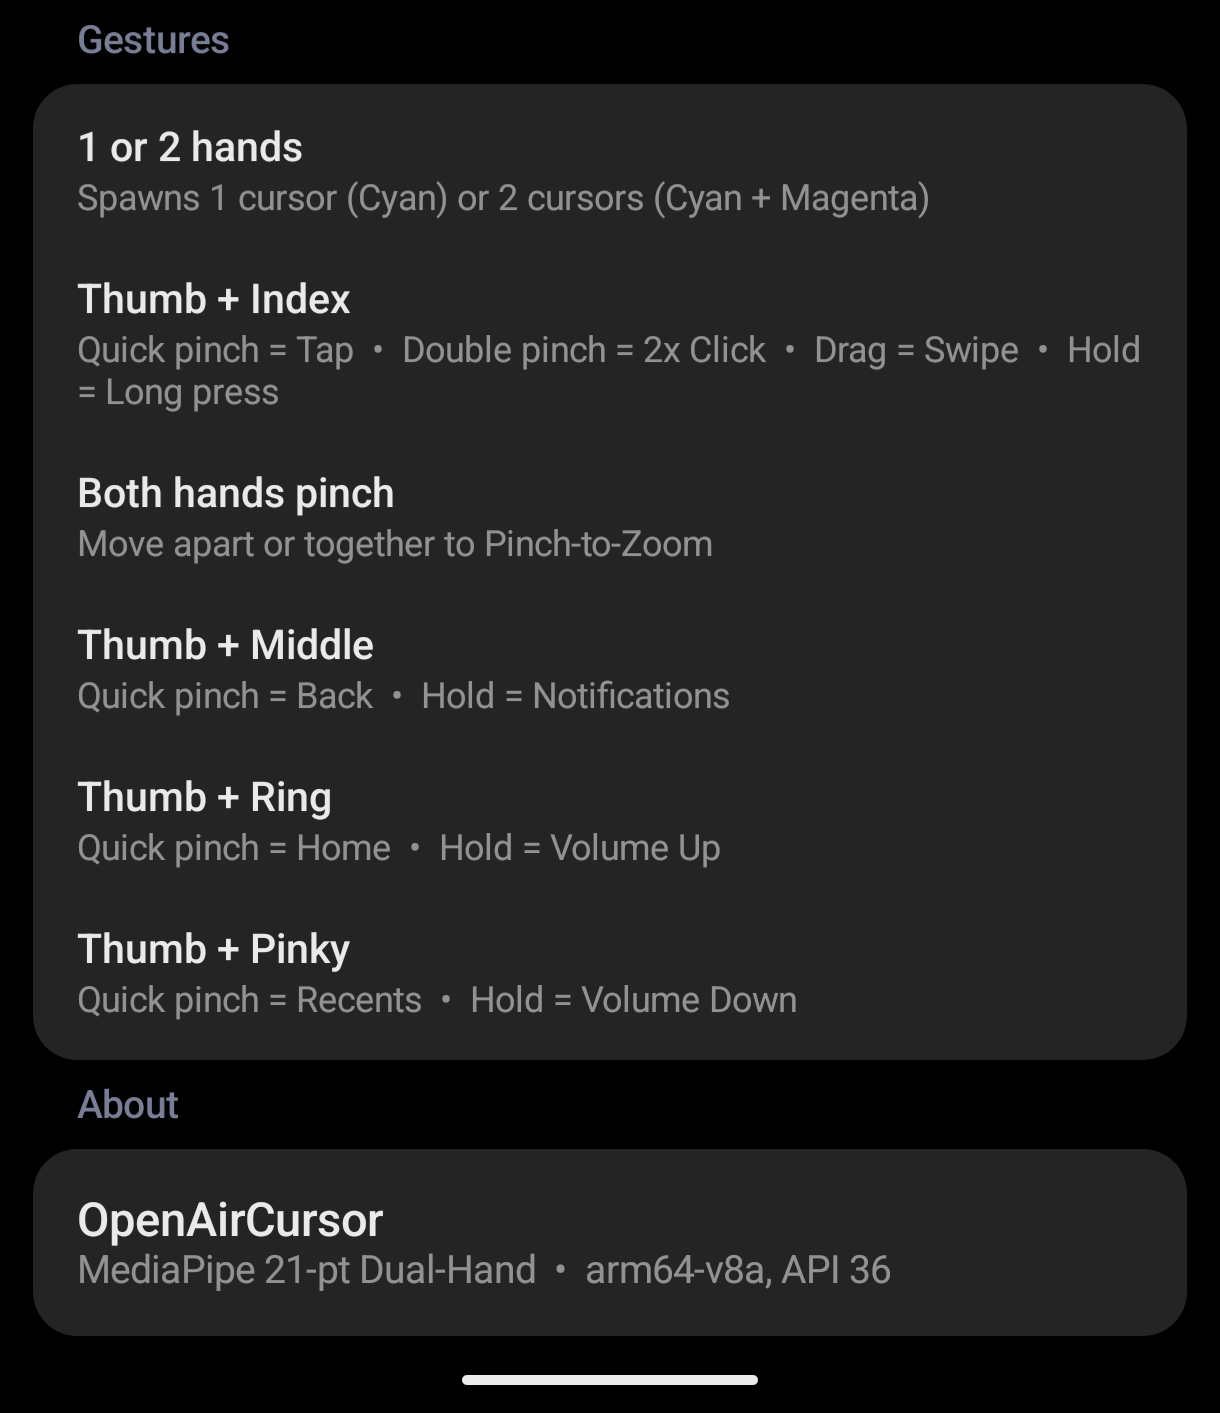 Gestures
1 or 2 hands
Spawns 1 cursor (Cyan) or 2 cursors (Cyan + Magenta)
Thumb + Index
Quick pinch = Tap • Double pinch = 2x Click • Drag = Swipe • Hold
= Long press
Both hands pinch
Move apart or together to Pinch-to-Zoom
Thumb + Middle
Quick pinch = Back • Hold = Notifications
Thumb + Ring
Quick pinch = Home • Hold = Volume Up
Thumb + Pinky
Quick pinch = Recents • Hold = Volume Down
About
OpenAirCursor
MediaPipe 21-pt Dual-Hand • arm64-v8a, API 36